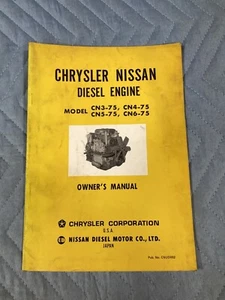 CHRYSLER NISSAN
DIESEL ENGINE
MODEL CN3-75, CN4-75
CN5-75, CN6-75
OWNER'S MANUAL
CHRYSLER CORPORATION
U.S.A.
NISSAN DIESEL MOTOR CO., LTD.
JAPAN